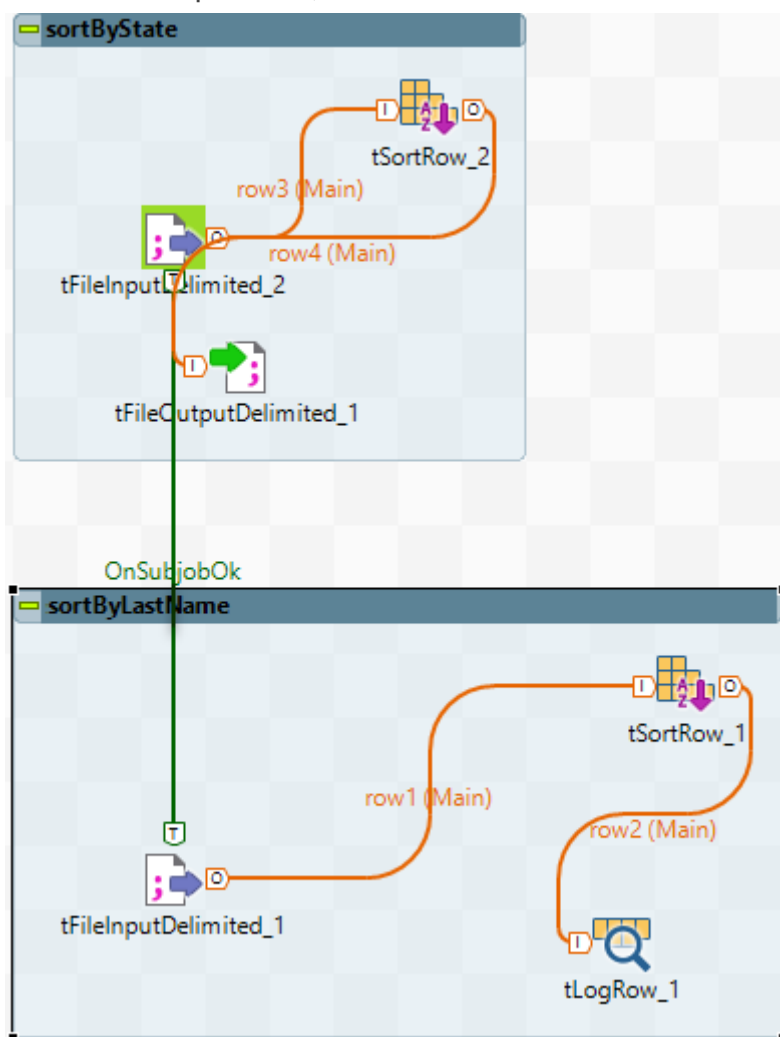 sortByState
tSortRow_2
row3 (Main)
row4 (Main)
tFileInputDelimited_2
tFileOutputDelimited_1
OnSubjobOk
sortByLastName
tSortRow_1
row1 (Main)
row2 (Main)
tFileInputDelimited_1
tLogRow_1